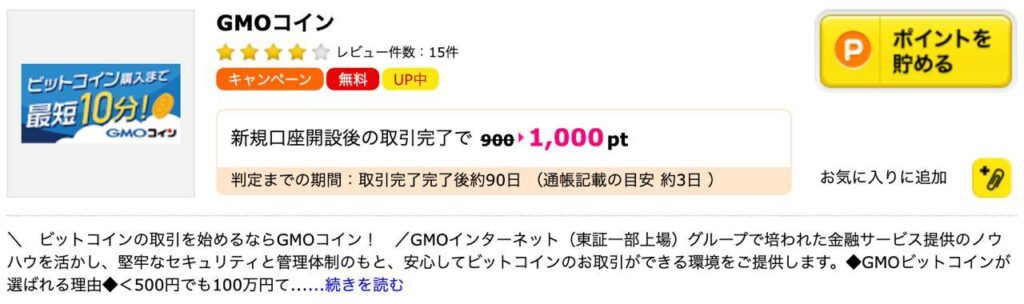 GMOコイン
レビュー件数：15件
キャンペーン 無料 UP中
ビットコイン購入まで
最短10分！
GMOコイン
新規口座開設後の取引完了で 900 1,000 pt
判定までの期間：取引完了完了後約90日 （通帳記載の目安 約3日 ）
P ポイントを
貯める
お気に入りに追加
＼　ビットコインの取引を始めるならGMOコイン！　／GMOインターネット（東証一部上場）グループで培われた金融サービス提供のノウ
ハウを活かし、堅牢なセキュリティと管理体制のもと、安心してビットコインのお取引ができる環境をご提供します。◆GMOビットコインが
選ばれる理由◆＜500円でも100万円て……続きを読む